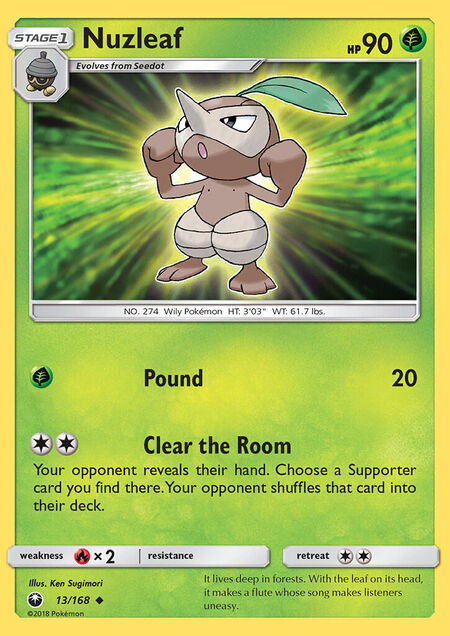 STAGE 1
Nuzleaf
HP 90
Evolves from Seedot
NO. 274 Wily Pokémon HT: 3'03" WT: 61.7 lbs.
Pound 20
Clear the Room
Your opponent reveals their hand. Choose a Supporter
card you find there. Your opponent shuffles that card into
their deck.
weakness × 2 resistance retreat
Illus. Ken Sugimori
13/168
©2018 Pokémon
It lives deep in forests. With the leaf on its head,
it makes a flute whose song makes listeners
uneasy.